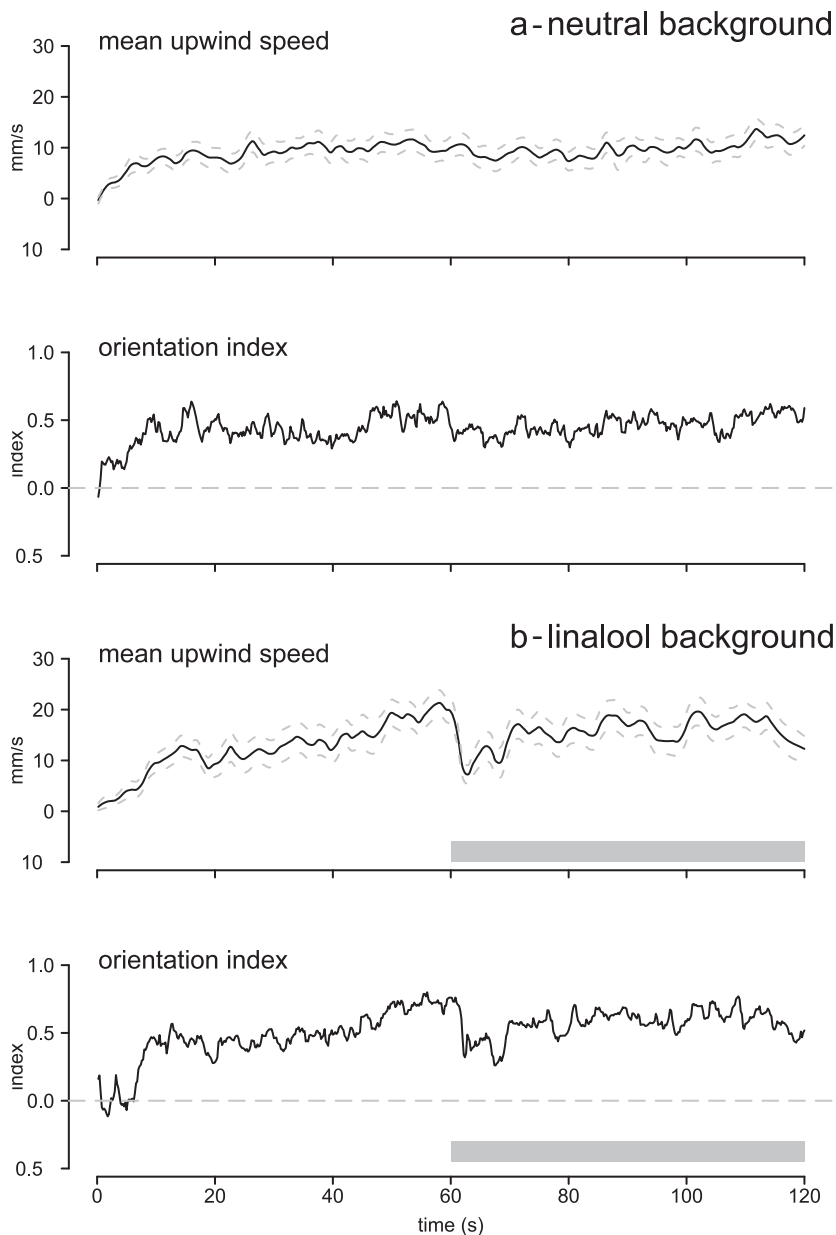 a-neutral background
mean upwind speed
30
20
10
0
10
mm/s
orientation index
1.0
0.5
0.0
0.5
index
b-linalool background
mean upwind speed
30
20
10
0
10
mm/s
orientation index
1.0
0.5
0.0
0.5
index
0 20 40 60 80 100 120
time (s)